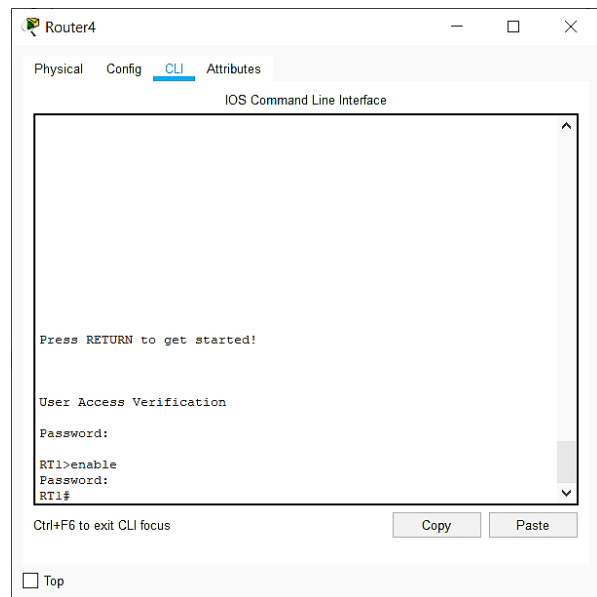 Router4
Physical Config CLI Attributes
IOS Command Line Interface
Press RETURN to get started!
User Access Verification
Password:
RT1>enable
Password:
RT1#
Ctrl+F6 to exit CLI focus
Copy Paste
Top